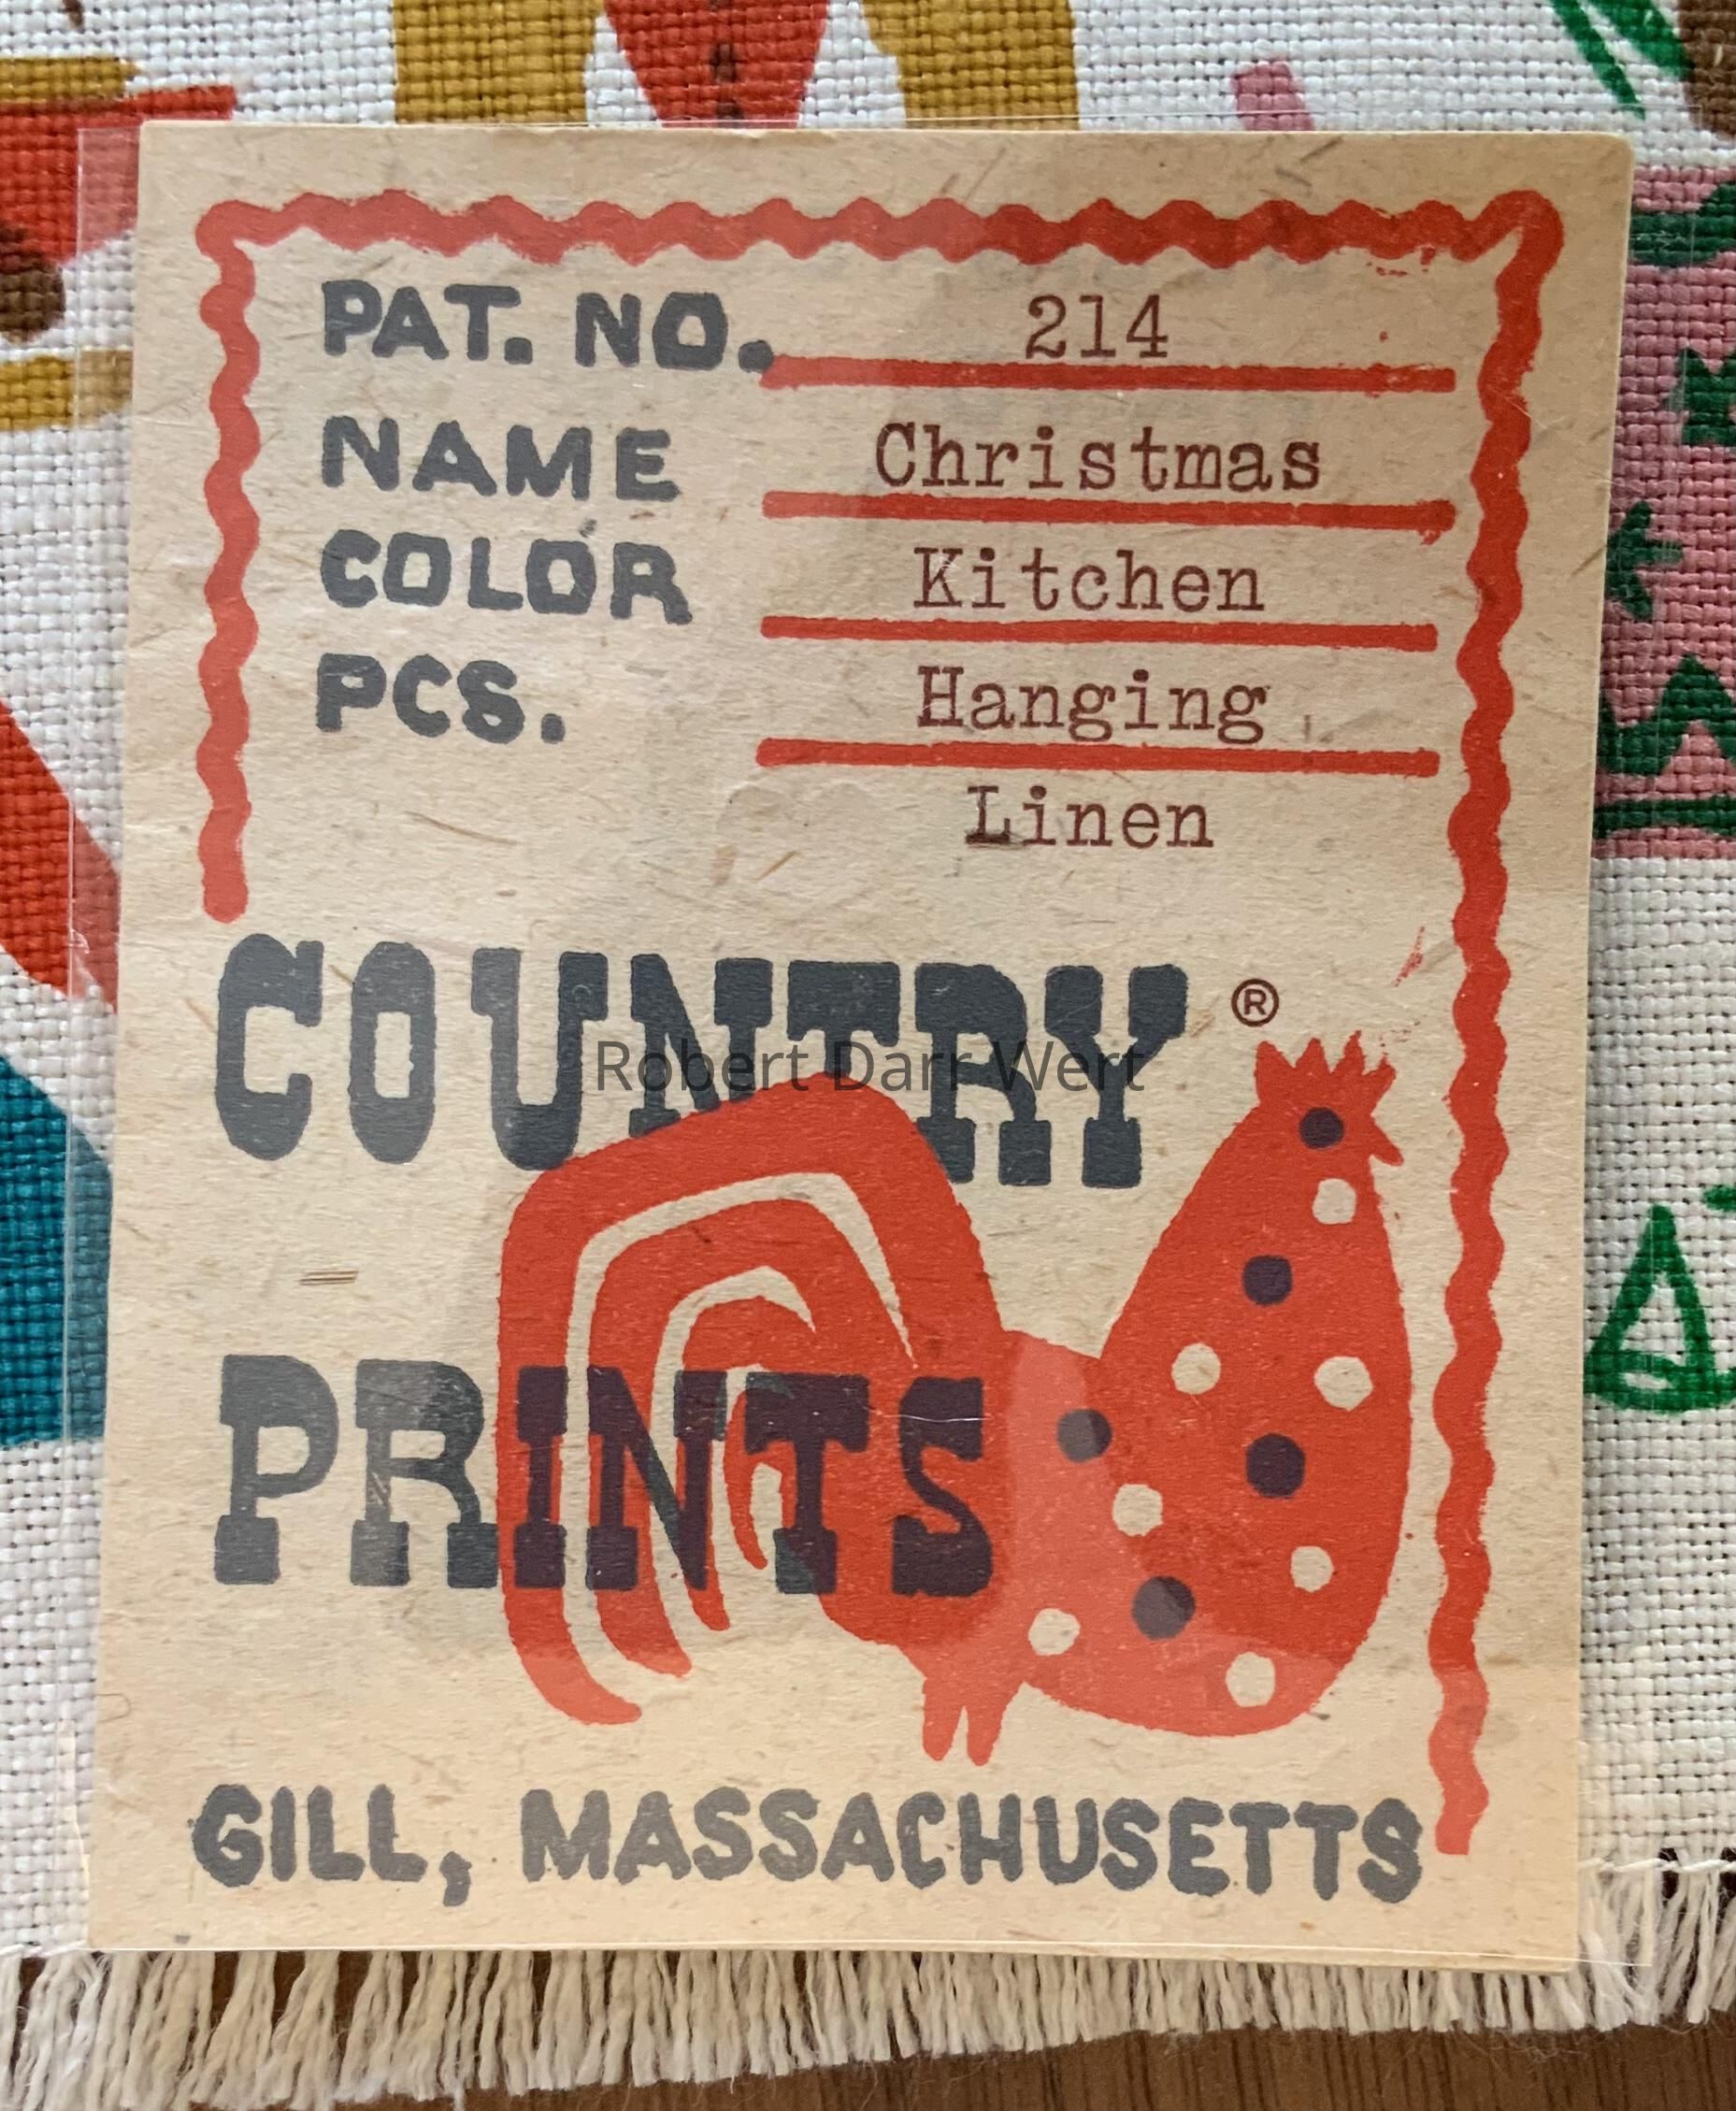 PAT. NO. 214
NAME Christmas
COLOR Kitchen
PCS. Hanging
Linen
COUNTRY ®
Robert Darr Wert
PRINTS
GILL, MASSACHUSETTS